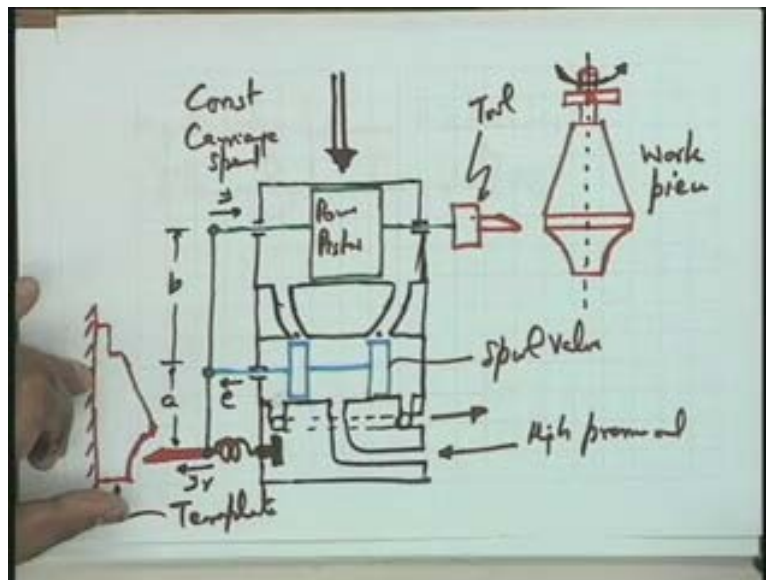 Const
Carriage
speed
Tool
Work
piece
Power
Piston
y
b
a
e
Spool Valve
High pressure oil
Template